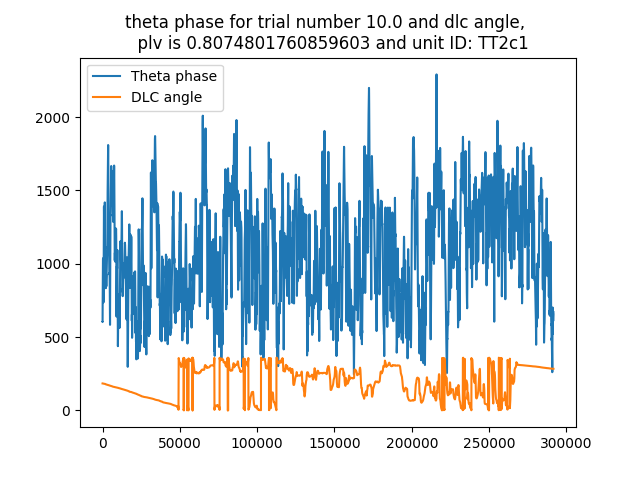 theta phase for trial number 10.0 and dlc angle,
plv is 0.8074801760859603 and unit ID: TT2c1
Theta phase
DLC angle
2000
1500
1000
500
0
0 50000 100000 150000 200000 250000 300000